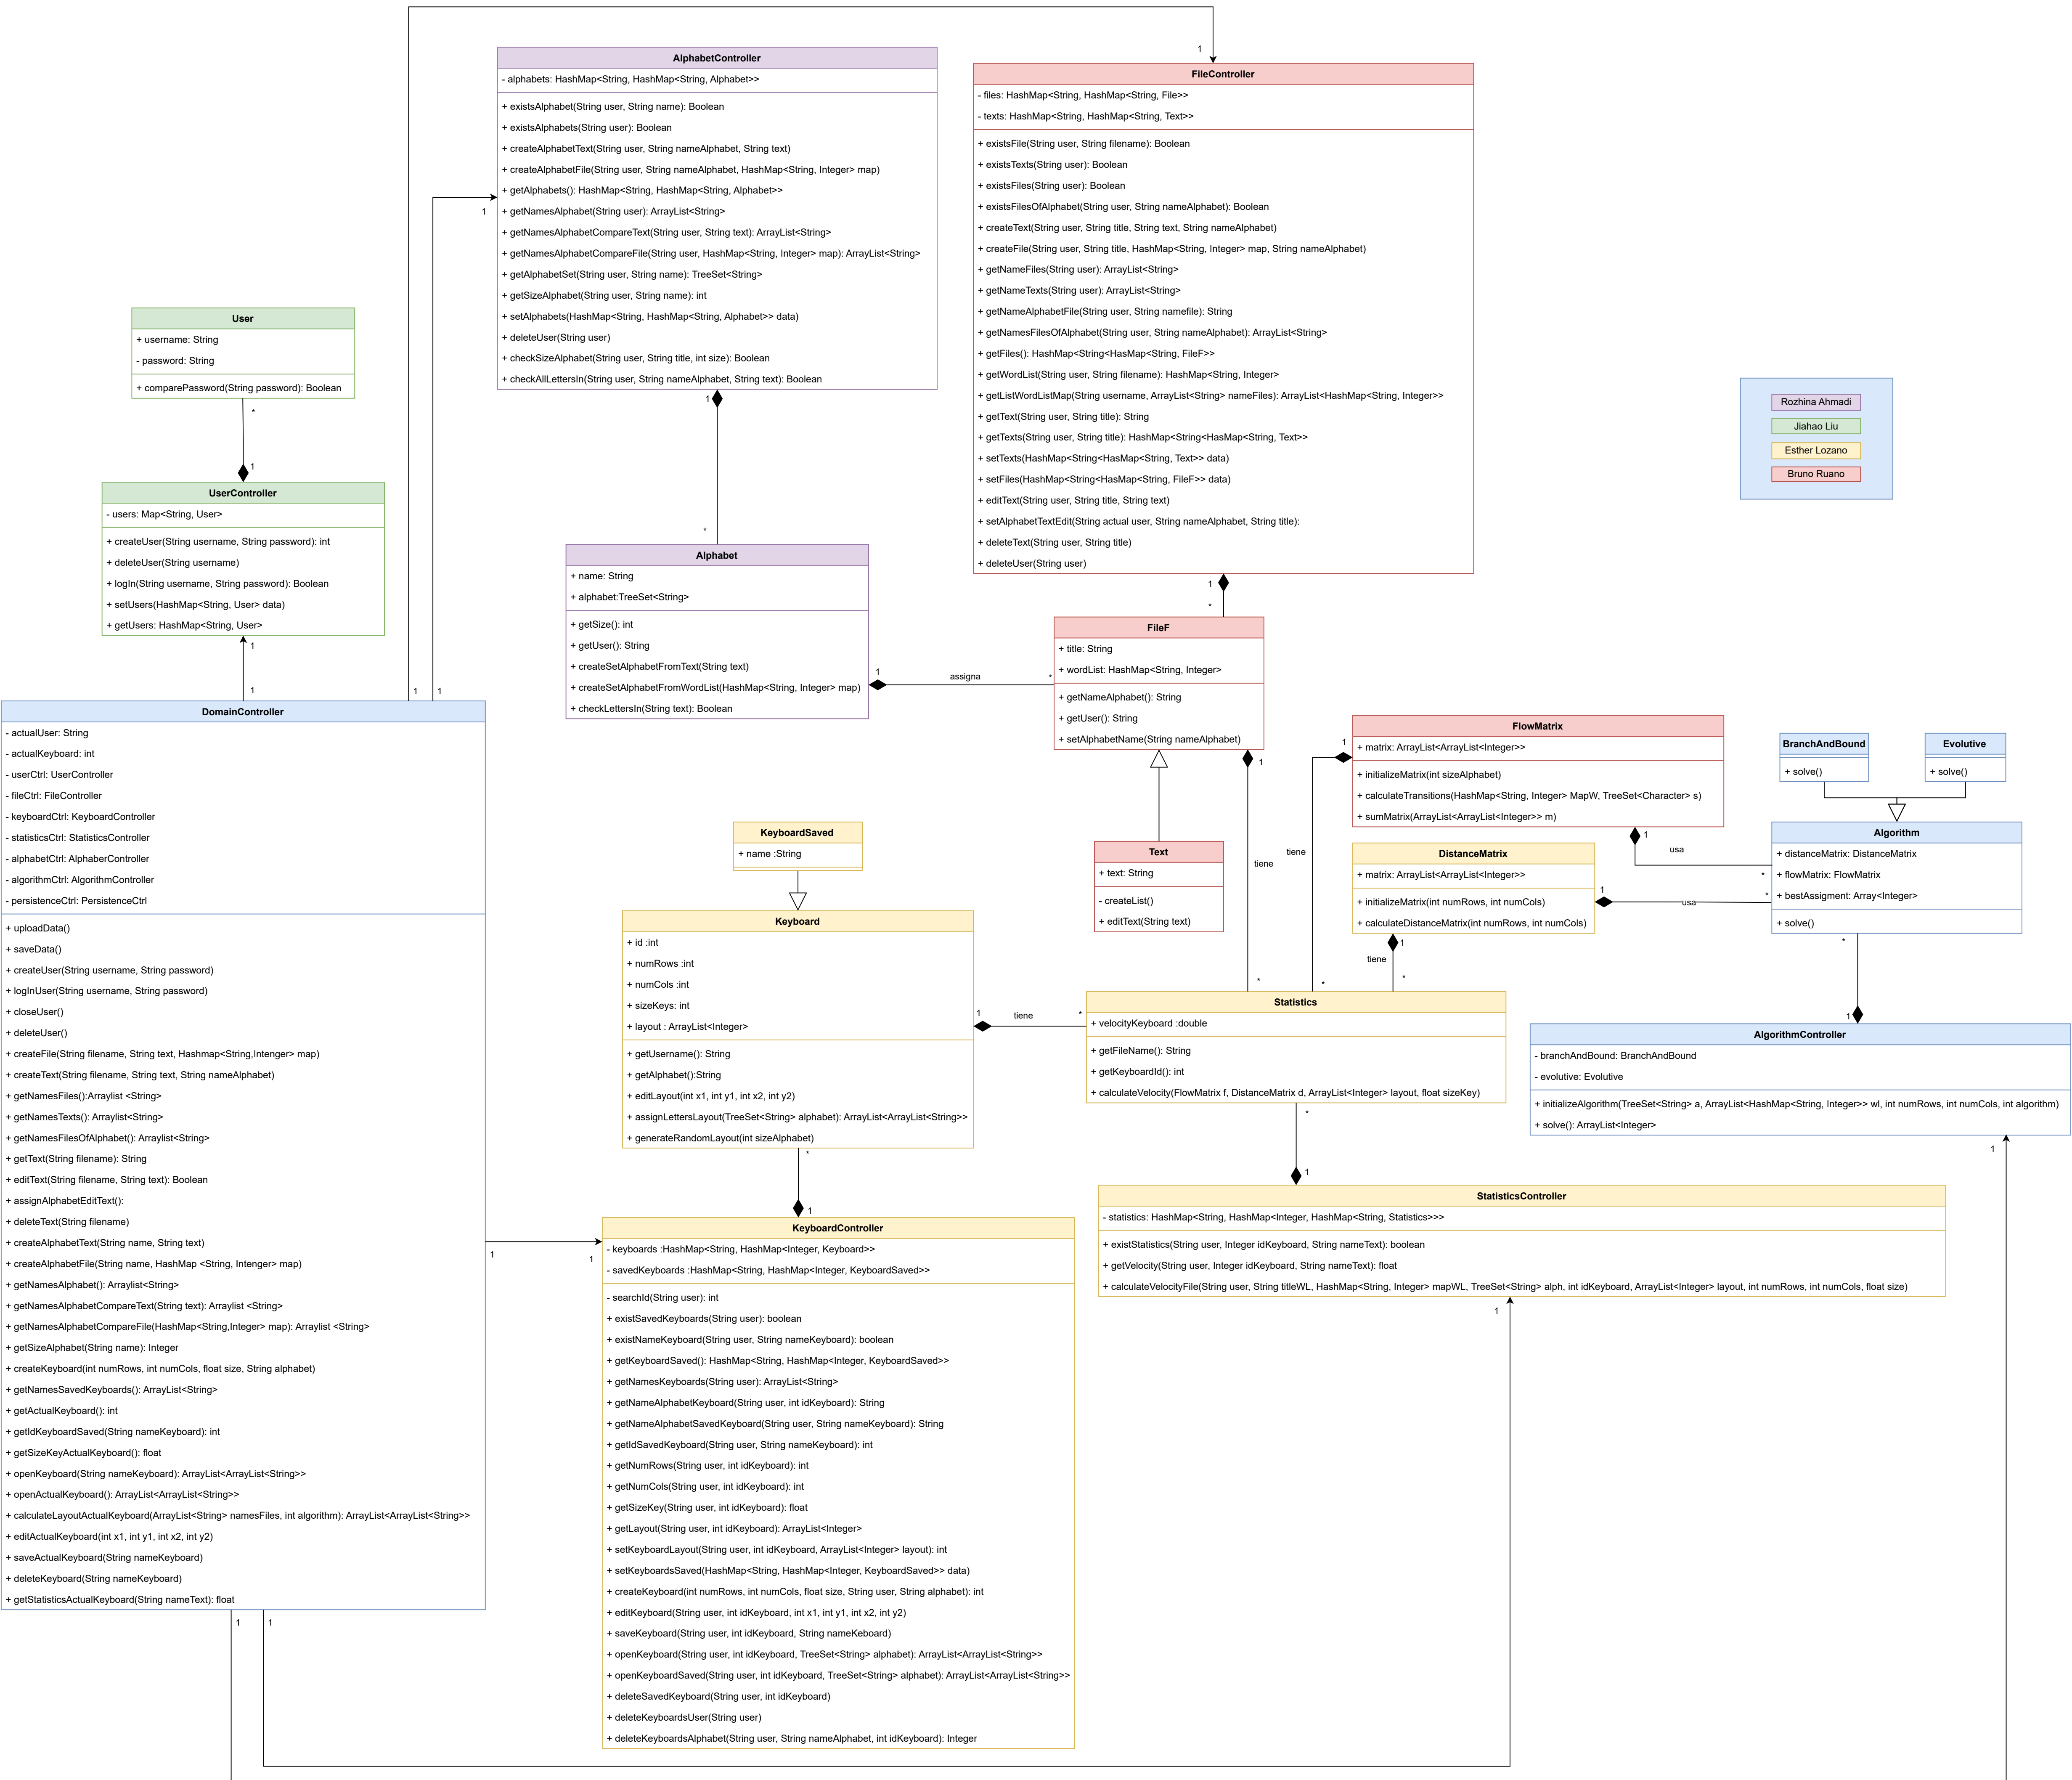 AlphabetController
- alphabets: HashMap<String, HashMap<String, Alphabet>>
+ existsAlphabet(String user, String name): Boolean
+ existsAlphabets(String user): Boolean
+ createAlphabetText(String user, String nameAlphabet, String text)
+ createAlphabetFile(String user, String nameAlphabet, HashMap<String, Integer> map)
+ getAlphabets(): HashMap<String, HashMap<String, Alphabet>>
+ getNamesAlphabet(String user): ArrayList<String>
+ getNamesAlphabetCompareText(String user, String text): ArrayList<String>
+ getNamesAlphabetCompareFile(String user, HashMap<String, Integer> map): ArrayList<String>
+ getAlphabetSet(String user, String name): TreeSet<String>
+ getSizeAlphabet(String user, String name): int
+ setAlphabets(HashMap<String, HashMap<String, Alphabet>> data)
+ deleteUser(String user)
+ checkSizeAlphabet(String user, String title, int size): Boolean
+ checkAllLettersIn(String user, String nameAlphabet, String text): Boolean
1
1
*
1
FileController
- files: HashMap<String, HashMap<String, File>>
- texts: HashMap<String, HashMap<String, Text>>
+ existsFile(String user, String filename): Boolean
+ existsTexts(String user): Boolean
+ existsFiles(String user): Boolean
+ existsFilesOfAlphabet(String user, String nameAlphabet): Boolean
+ createText(String user, String title, String text, String nameAlphabet)
+ createFile(String user, String title, HashMap<String, Integer> map, String nameAlphabet)
+ getNameFiles(String user): ArrayList<String>
+ getNameTexts(String user): ArrayList<String>
+ getNameAlphabetFile(String user, String namefile): String
+ getNamesFilesOfAlphabet(String user, String nameAlphabet): ArrayList<String>
+ getFiles(): HashMap<String<HasMap<String, FileF>>
+ getWordList(String user, String filename): HashMap<String, Integer>
+ getListWordListMap(String username, ArrayList<String> nameFiles): ArrayList<HashMap<String, Integer>>
+ getText(String user, String title): String
+ getTexts(String user, String title): HashMap<String<HasMap<String, Text>>
+ setTexts(HashMap<String<HasMap<String, Text>> data)
+ setFiles(HashMap<String<HasMap<String, FileF>> data)
+ editText(String user, String title, String text)
+ setAlphabetTextEdit(String actual user, String nameAlphabet, String title):
+ deleteText(String user, String title)
+ deleteUser(String user)
1
*
User
+ username: String
- password: String
+ comparePassword(String password): Boolean
*
1
UserController
- users: Map<String, User>
+ createUser(String username, String password): int
+ deleteUser(String username)
+ logIn(String username, String password): Boolean
+ setUsers(HashMap<String, User> data)
+ getUsers: HashMap<String, User>
1
1
1
1
Rozhina Ahmadi
Jiahao Liu
Esther Lozano
Bruno Ruano
Alphabet
+ name: String
+ alphabet:TreeSet<String>
+ getSize(): int
+ getUser(): String
+ createSetAlphabetFromText(String text)
+ createSetAlphabetFromWordList(HashMap<String, Integer> map)
+ checkLettersIn(String text): Boolean
1
assigna
*
FileF
+ title: String
+ wordList: HashMap<String, Integer>
+ getNameAlphabet(): String
+ getUser(): String
+ setAlphabetName(String nameAlphabet)
1
tiene
*
Text
+ text: String
- createList()
+ editText(String text)
DomainController
- actualUser: String
- actualKeyboard: int
- userCtrl: UserController
- fileCtrl: FileController
- keyboardCtrl: KeyboardController
- statisticsCtrl: StatisticsController
- alphabetCtrl: AlphaberController
- algorithmCtrl: AlgorithmController
- persistenceCtrl: PersistenceCtrl
+ uploadData()
+ saveData()
+ createUser(String username, String password)
+ logInUser(String username, String password)
+ closeUser()
+ deleteUser()
+ createFile(String filename, String text, Hashmap<String,Intenger> map)
+ createText(String filename, String text, String nameAlphabet)
+ getNamesFiles():Arraylist <String>
+ getNamesTexts(): Arraylist<String>
+ getNamesFilesOfAlphabet(): Arraylist<String>
+ getText(String filename): String
+ editText(String filename, String text): Boolean
+ assignAlphabetEditText():
+ deleteText(String filename)
+ createAlphabetText(String name, String text)
+ createAlphabetFile(String name, HashMap <String, Intenger> map)
+ getNamesAlphabet(): Arraylist<String>
+ getNamesAlphabetCompareText(String text): Arraylist <String>
+ getNamesAlphabetCompareFile(HashMap<String,Integer> map): Arraylist <String>
+ getSizeAlphabet(String name): Integer
+ createKeyboard(int numRows, int numCols, float size, String alphabet)
+ getNamesSavedKeyboards(): ArrayList<String>
+ getActualKeyboard(): int
+ getIdKeyboardSaved(String nameKeyboard): int
+ getSizeKeyActualKeyboard(): float
+ openKeyboard(String nameKeyboard): ArrayList<ArrayList<String>>
+ openActualKeyboard(): ArrayList<ArrayList<String>>
+ calculateLayoutActualKeyboard(ArrayList<String> namesFiles, int algorithm): ArrayList<ArrayList<String>>
+ editActualKeyboard(int x1, int y1, int x2, int y2)
+ saveActualKeyboard(String nameKeyboard)
+ deleteKeyboard(String nameKeyboard)
+ getStatisticsActualKeyboard(String nameText): float
1
1
1
1
KeyboardSaved
+ name :String
Keyboard
+ id :int
+ numRows :int
+ numCols :int
+ sizeKeys: int
+ layout : ArrayList<Integer>
+ getUsername(): String
+ getAlphabet():String
+ editLayout(int x1, int y1, int x2, int y2)
+ assignLettersLayout(TreeSet<String> alphabet): ArrayList<ArrayList<String>>
+ generateRandomLayout(int sizeAlphabet)
1
tiene
*
*
1
KeyboardController
- keyboards :HashMap<String, HashMap<Integer, Keyboard>>
- savedKeyboards :HashMap<String, HashMap<Integer, KeyboardSaved>>
- searchId(String user): int
+ existSavedKeyboards(String user): boolean
+ existNameKeyboard(String user, String nameKeyboard): boolean
+ getKeyboardSaved(): HashMap<String, HashMap<Integer, KeyboardSaved>>
+ getNamesKeyboards(String user): ArrayList<String>
+ getNameAlphabetKeyboard(String user, int idKeyboard): String
+ getNameAlphabetSavedKeyboard(String user, String nameKeyboard): String
+ getIdSavedKeyboard(String user, String nameKeyboard): int
+ getNumRows(String user, int idKeyboard): int
+ getNumCols(String user, int idKeyboard): int
+ getSizeKey(String user, int idKeyboard): float
+ getLayout(String user, int idKeyboard): ArrayList<Integer>
+ setKeyboardLayout(String user, int idKeyboard, ArrayList<Integer> layout): int
+ setKeyboardsSaved(HashMap<String, HashMap<Integer, KeyboardSaved>> data)
+ createKeyboard(int numRows, int numCols, float size, String user, String alphabet): int
+ editKeyboard(String user, int idKeyboard, int x1, int y1, int x2, int y2)
+ saveKeyboard(String user, int idKeyboard, String nameKeboard)
+ openKeyboard(String user, int idKeyboard, TreeSet<String> alphabet): ArrayList<ArrayList<String>>
+ openKeyboardSaved(String user, int idKeyboard, TreeSet<String> alphabet): ArrayList<ArrayList<String>>
+ deleteSavedKeyboard(String user, int idKeyboard)
+ deleteKeyboardsUser(String user)
+ deleteKeyboardsAlphabet(String user, String nameAlphabet, int idKeyboard): Integer
FlowMatrix
+ matrix: ArrayList<ArrayList<Integer>>
+ initializeMatrix(int sizeAlphabet)
+ calculateTransitions(HashMap<String, Integer> MapW, TreeSet<Character> s)
+ sumMatrix(ArrayList<ArrayList<Integer>> m)
1
tiene
*
1
usa
*
DistanceMatrix
+ matrix: ArrayList<ArrayList<Integer>>
+ initializeMatrix(int numRows, int numCols)
+ calculateDistanceMatrix(int numRows, int numCols)
1
usa
*
1
tiene
*
BranchAndBound
+ solve()
Evolutive
+ solve()
Algorithm
+ distanceMatrix: DistanceMatrix
+ flowMatrix: FlowMatrix
+ bestAssigment: Array<Integer>
+ solve()
*
1
Statistics
+ velocityKeyboard :double
+ getFileName(): String
+ getKeyboardId(): int
+ calculateVelocity(FlowMatrix f, DistanceMatrix d, ArrayList<Integer> layout, float sizeKey)
*
1
AlgorithmController
- branchAndBound: BranchAndBound
- evolutive: Evolutive
+ initializeAlgorithm(TreeSet<String> a, ArrayList<HashMap<String, Integer>> wl, int numRows, int numCols, int algorithm)
+ solve(): ArrayList<Integer>
1
StatisticsController
- statistics: HashMap<String, HashMap<Integer, HashMap<String, Statistics>>>
+ existStatistics(String user, Integer idKeyboard, String nameText): boolean
+ getVelocity(String user, Integer idKeyboard, String nameText): float
+ calculateVelocityFile(String user, String titleWL, HashMap<String, Integer> mapWL, TreeSet<String> alph, int idKeyboard, ArrayList<Integer> layout, int numRows, int numCols, float size)
1